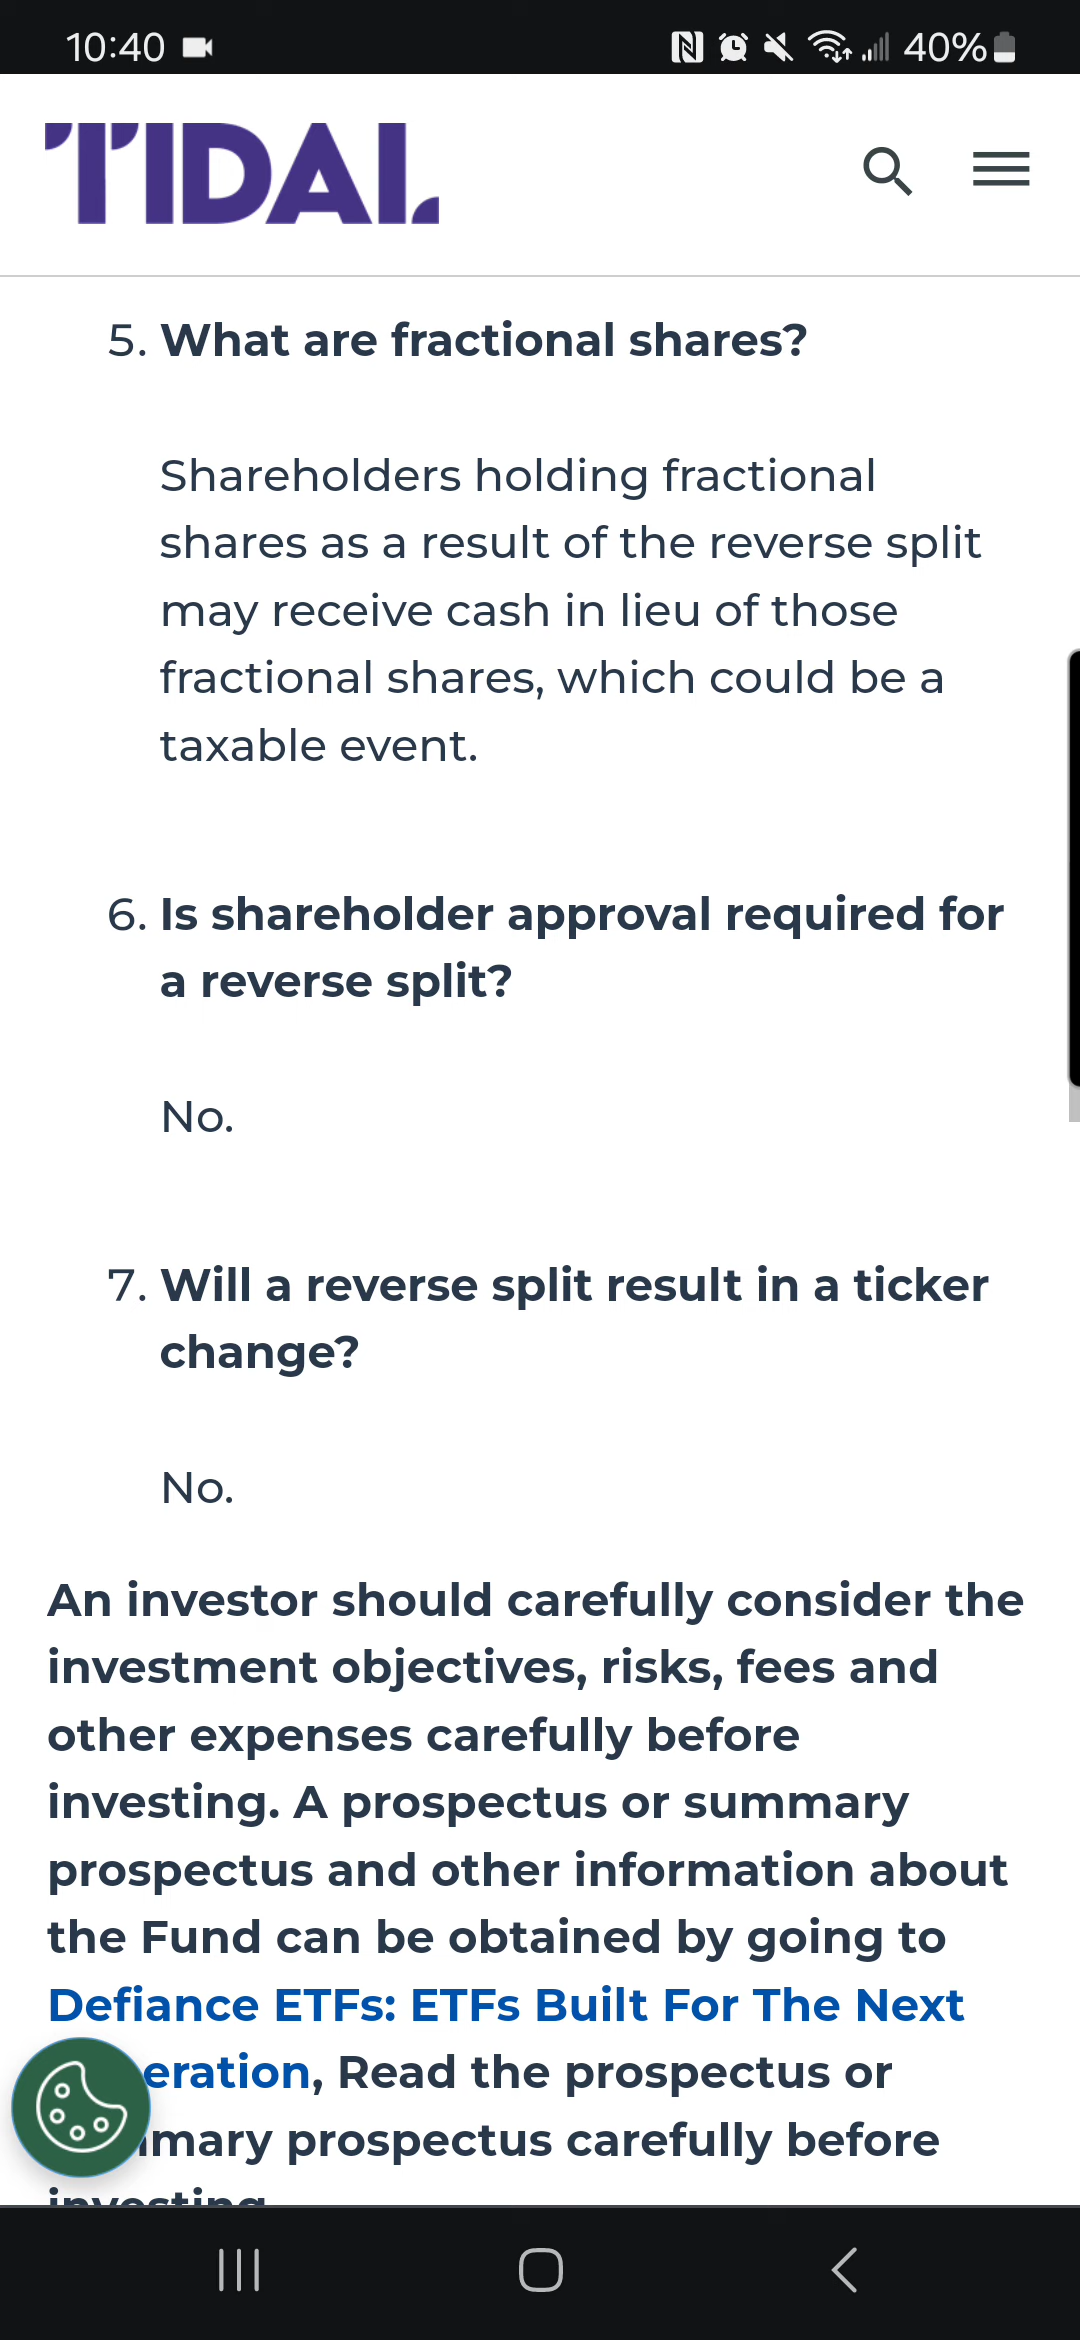 10:40
40%
TIDAL
5. What are fractional shares?
Shareholders holding fractional
shares as a result of the reverse split
may receive cash in lieu of those
fractional shares, which could be a
taxable event.
6. Is shareholder approval required for
a reverse split?
No.
7. Will a reverse split result in a ticker
change?
No.
An investor should carefully consider the
investment objectives, risks, fees and
other expenses carefully before
investing. A prospectus or summary
prospectus and other information about
the Fund can be obtained by going to
Defiance ETFs: ETFs Built For The Next
eration, Read the prospectus or
mary prospectus carefully before
investing